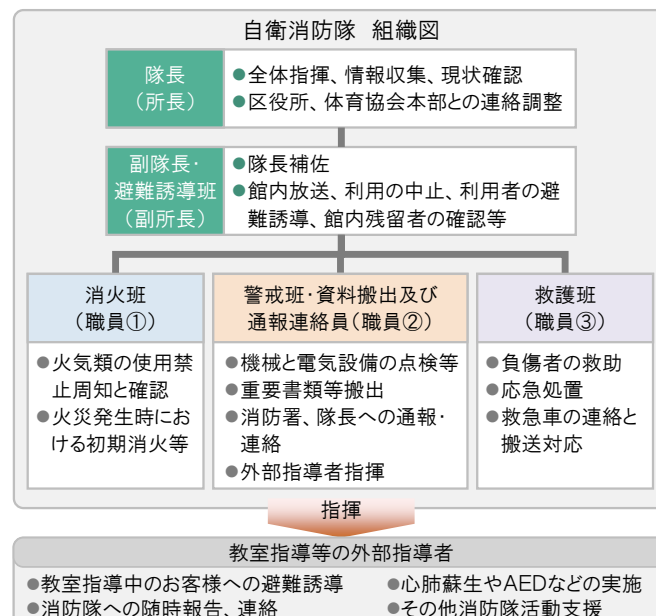 自衛消防隊 組織図
隊長
（所長）
●全体指揮、情報収集、現状確認
●区役所、体育協会本部との連絡調整
副隊長・
避難誘導班
（副所長）
●隊長補佐
●館内放送、利用の中止、利用者の避
難誘導、館内残留者の確認等
消火班
（職員①）
●火気類の使用禁
止周知と確認
●火災発生時にお
ける初期消火等
警戒班・資料搬出及び
通報連絡員（職員②）
●機械と電気設備の点検等
●重要書類等搬出
●消防署、隊長への通報・
連絡
●外部指導者指揮
救護班
（職員③）
●負傷者の救助
●応急処置
●救急車の連絡と
搬送対応
指揮
教室指導等の外部指導者
●教室指導中のお客様への避難誘導
●消防隊への随時報告、連絡
●心肺蘇生やAEDなどの実施
●その他消防隊活動支援